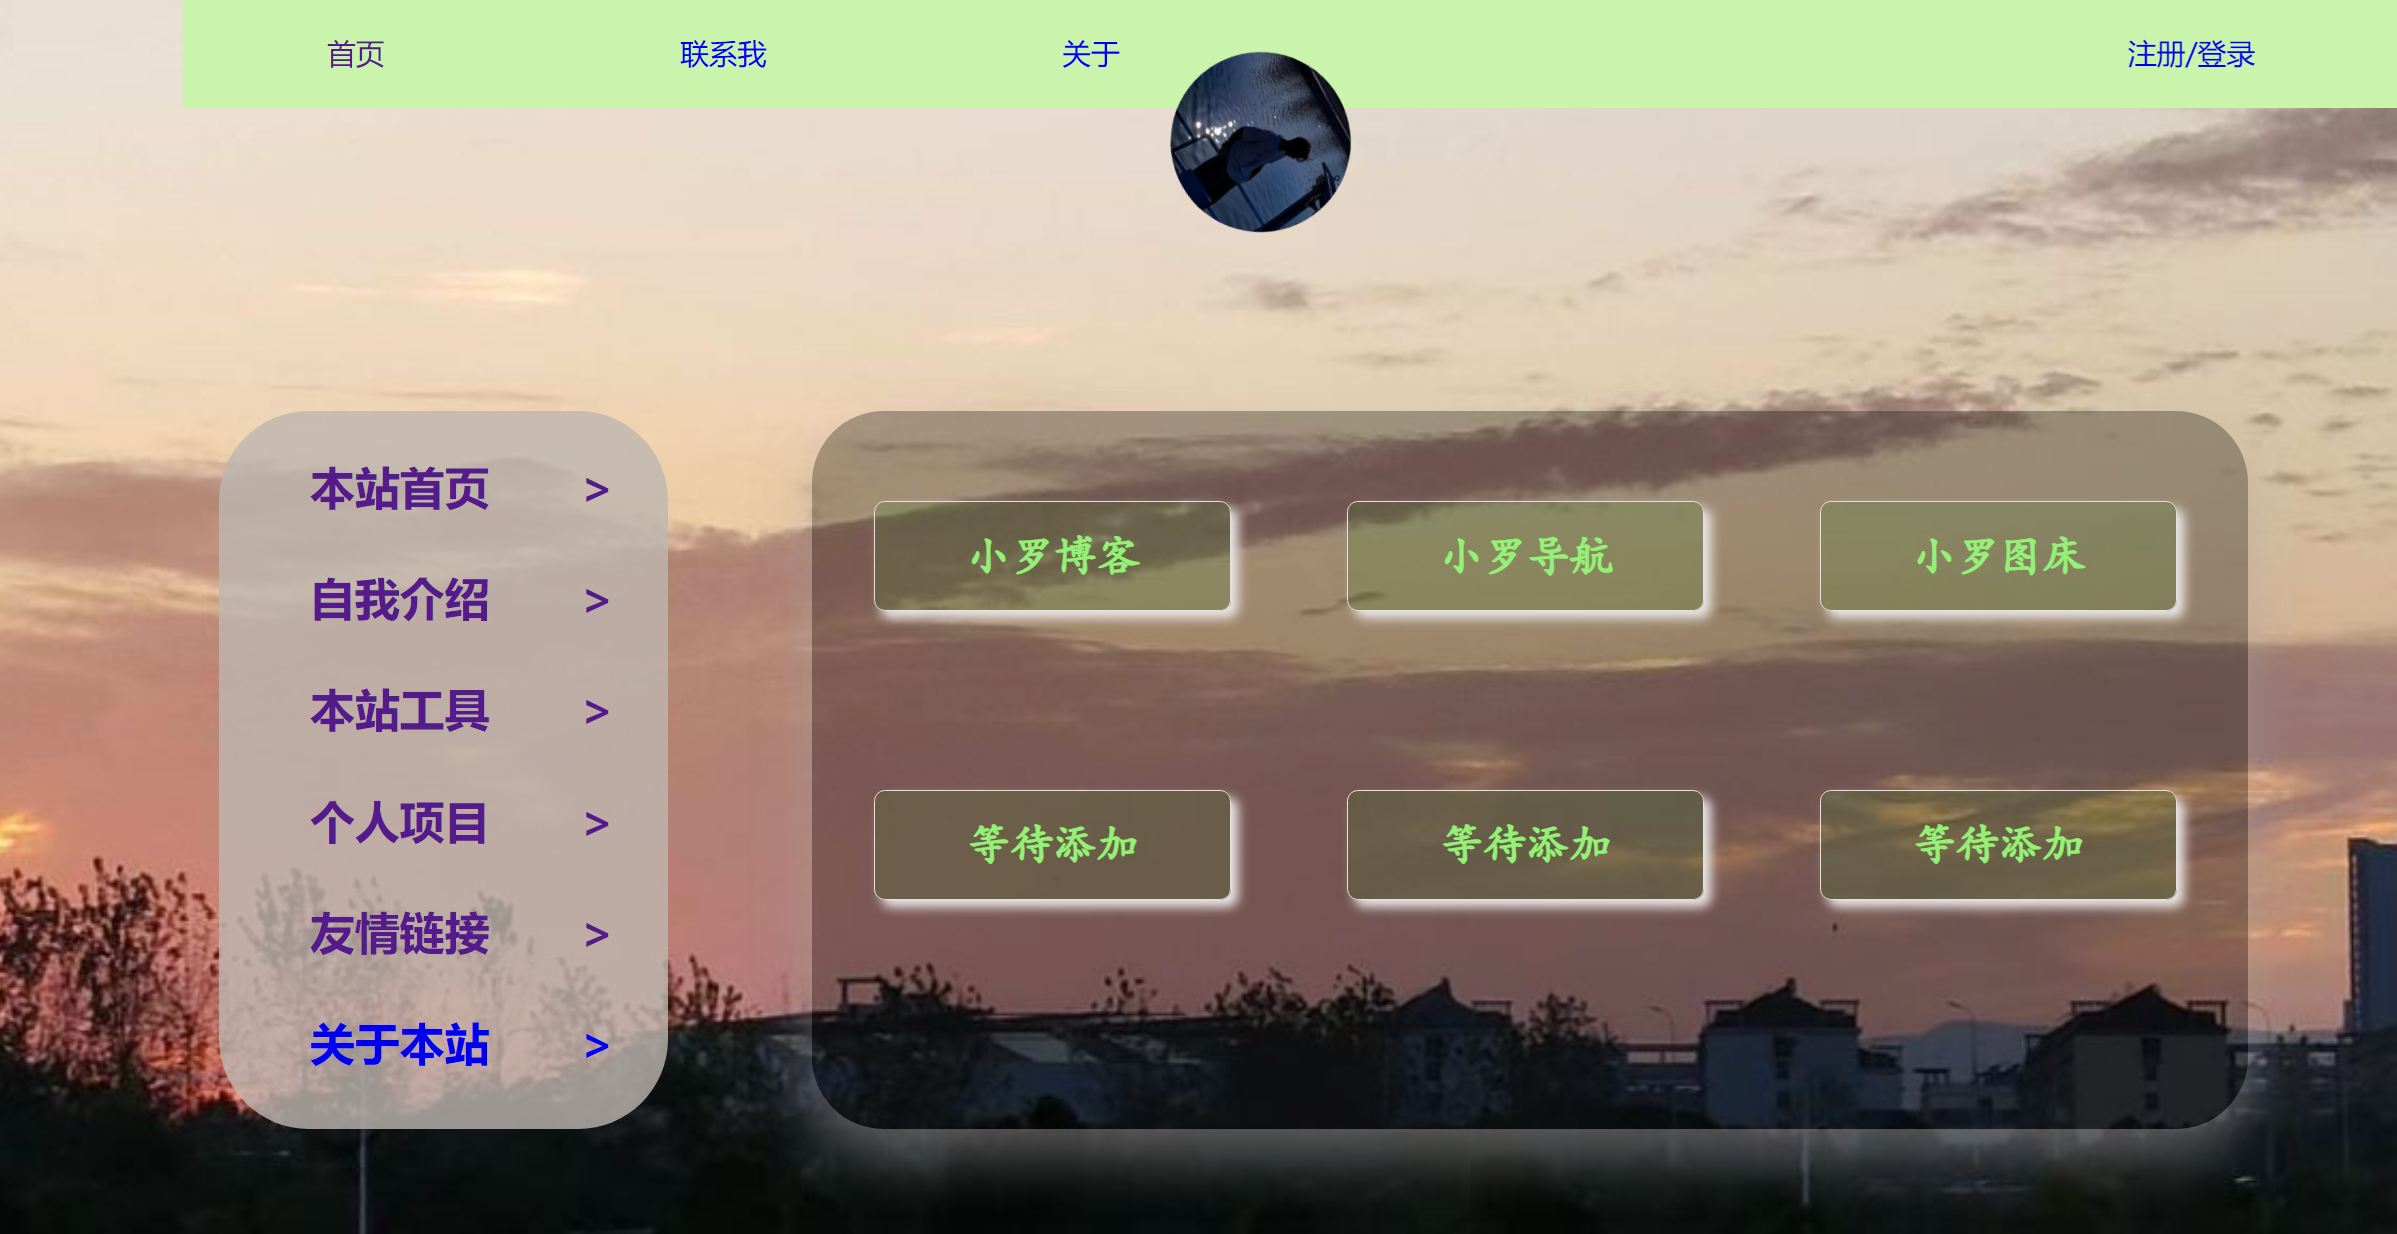 首页 联系我 关于 注册/登录
本站首页 >
自我介绍 >
本站工具 >
个人项目 >
友情链接 >
关于本站 >
小罗博客 小罗导航 小罗图床
等待添加 等待添加 等待添加